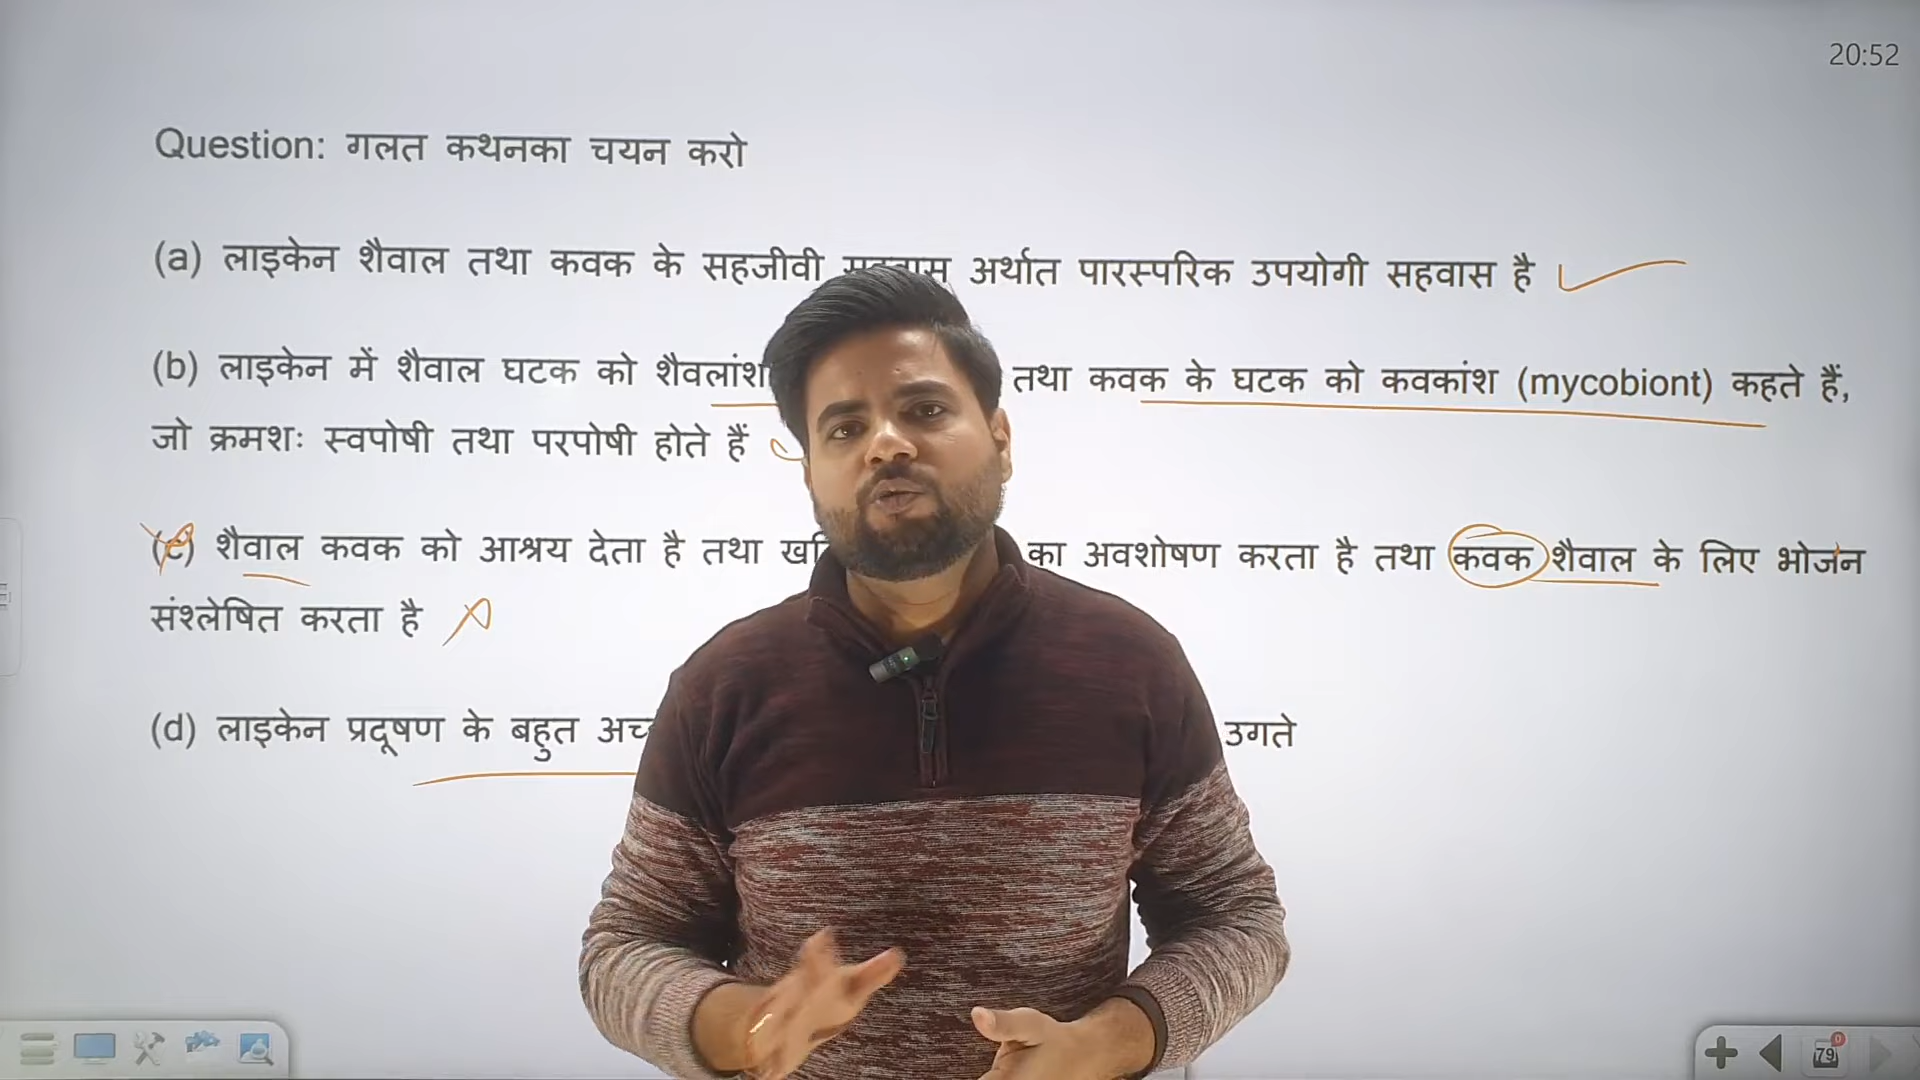 20:52
Question: गलत कथनका चयन करो
(a) लाइकेन शैवाल तथा कवक के सहजीवी सहवास अर्थात पारस्परिक उपयोगी सहवास है
(b) लाइकेन में शैवाल घटक को शैवलांश तथा कवक के घटक को कवकांश (mycobiont) कहते हैं,
जो क्रमशः स्वपोषी तथा परपोषी होते हैं
(c) शैवाल कवक को आश्रय देता है तथा का अवशोषण करता है तथा कवक शैवाल के लिए भोजन
संश्लेषित करता है
(d) लाइकेन प्रदूषण के बहुत उगते
79